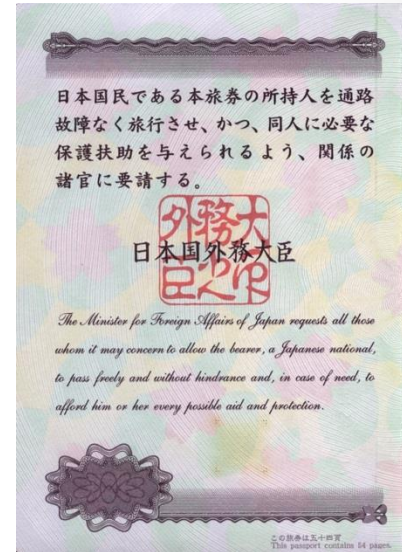 日本国民である本旅券の所持人を通路
故障なく旅行させ、かつ、同人に必要な
保護扶助を与えられるよう、関係の
諸官に要請する。
日本国外務大臣
The Minister for Foreign Affairs of Japan requests all those
whom it may concern to allow the bearer, a Japanese national,
to pass freely and without hindrance and, in case of need, to
afford him or her every possible aid and protection.
この旅券は五十四頁
This passport contains 54 pages.